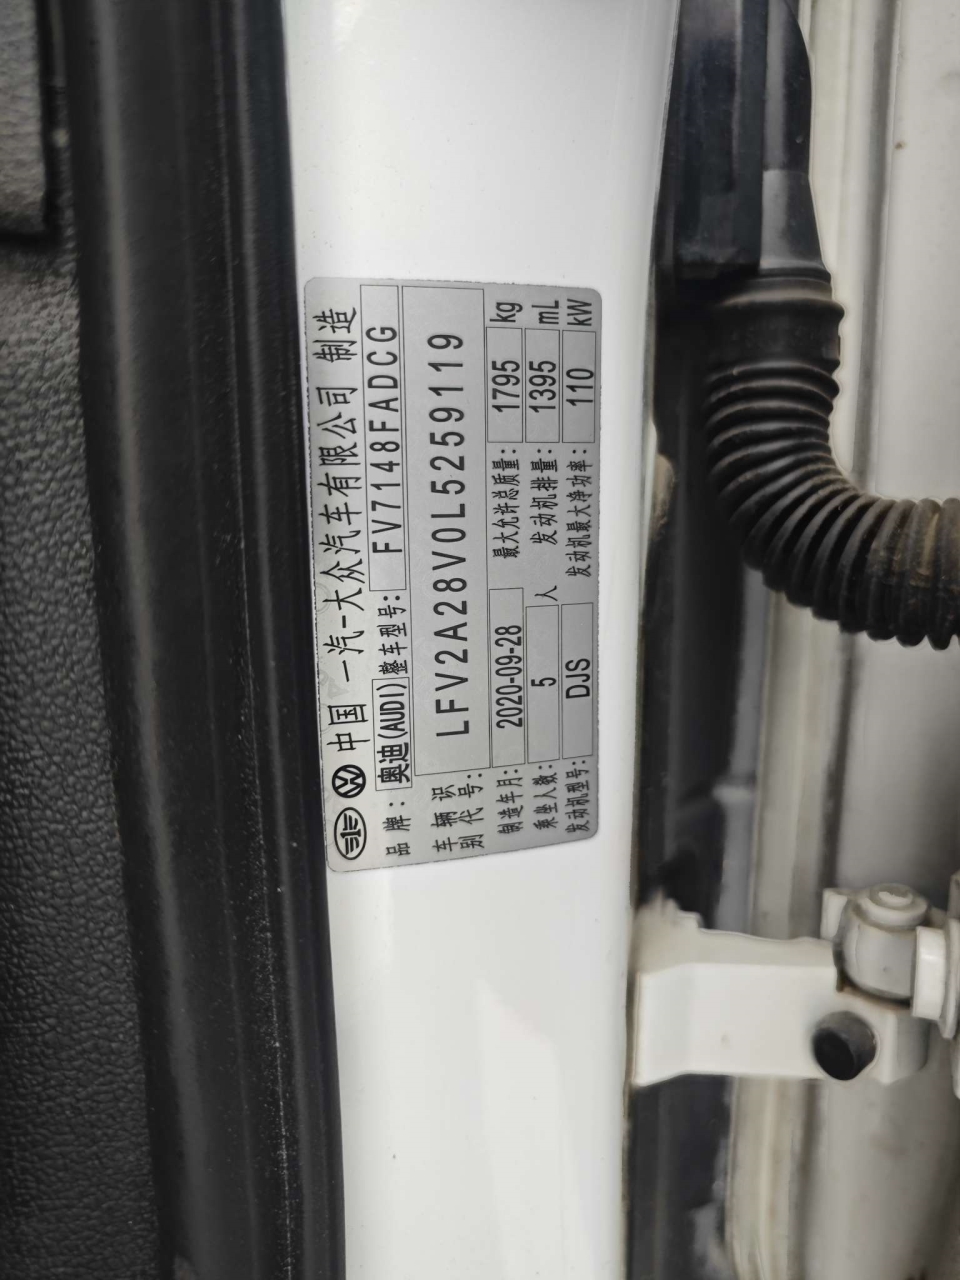 中国一汽-大众汽车有限公司 制造
品牌: 奥迪(AUDI) 整车型号: FV7148FADCG
车辆识别代号: LFV2A28V0L5259119
制造年月: 2020-09-28 最大允许总质量: 1795 kg
乘坐人数: 5 人 发动机排量: 1395 mL
发动机型号: DJS 发动机最大净功率: 110 kW